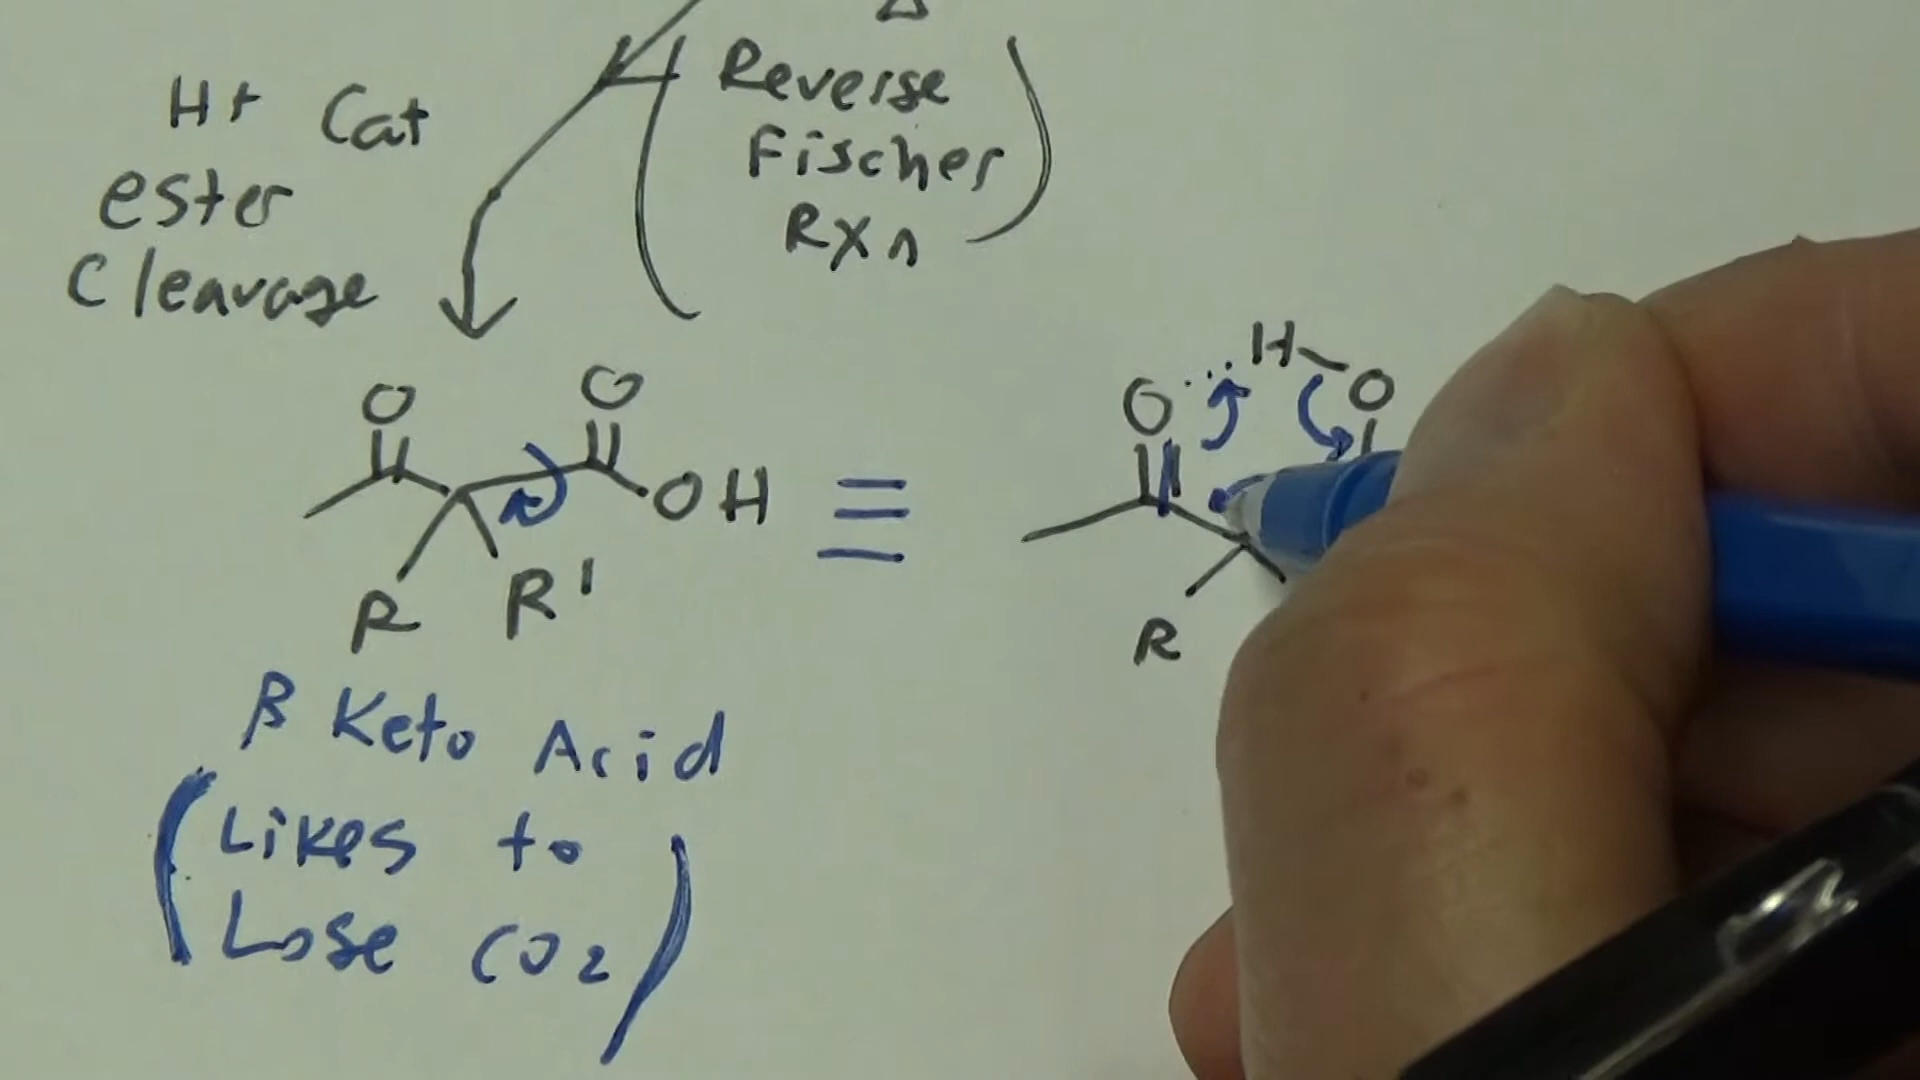 Δ
Reverse
Fischer
Rxn
H+ Cat
ester
Cleavage
O O
OH
R R'
≡
O H O
R
β Keto Acid
(Likes to
Lose CO2)